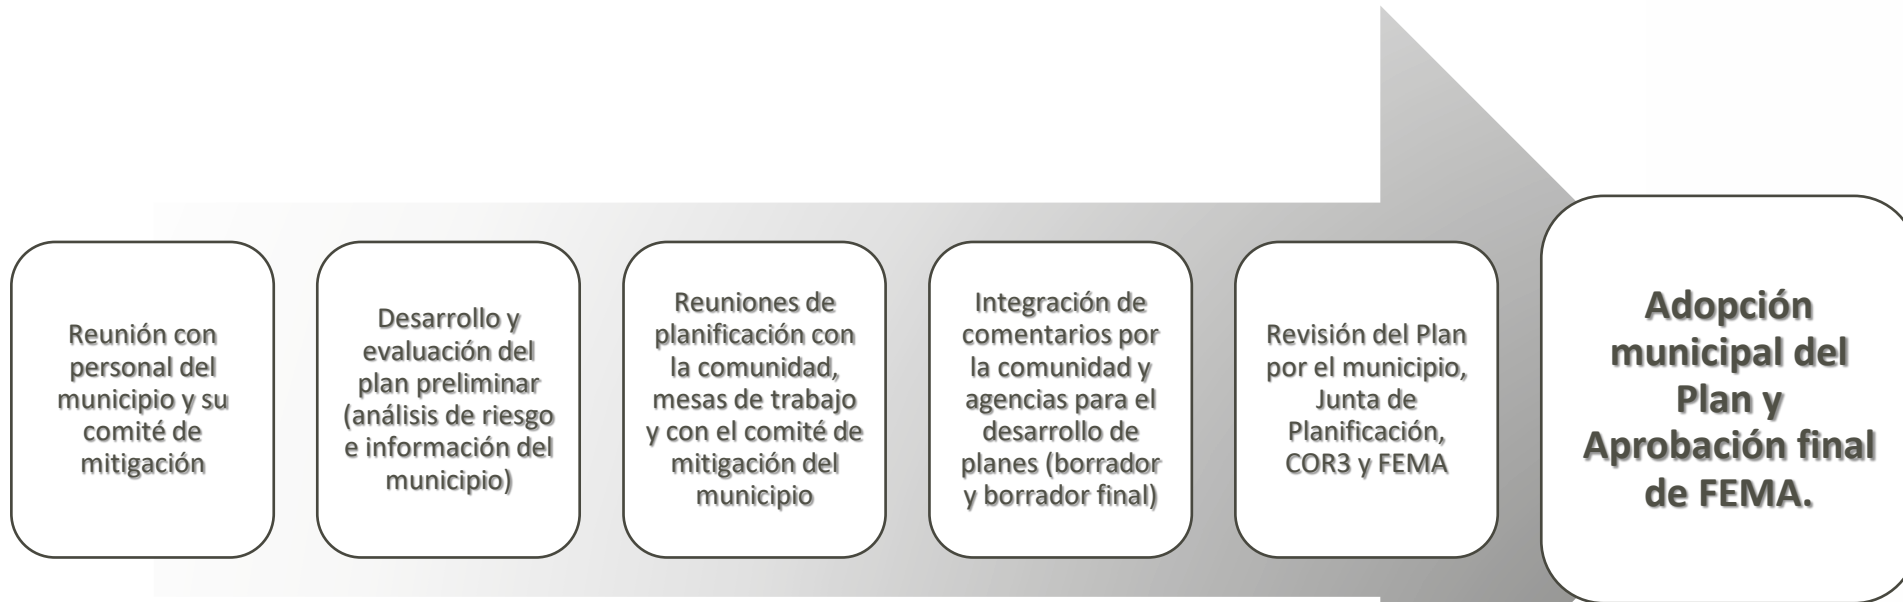 Reunión con
personal del
municipio y su
comité de
mitigación
Desarrollo y
evaluación del
plan preliminar
(análisis de riesgo
e información del
municipio)
Reuniones de
planificación con
la comunidad,
mesas de trabajo
y con el comité de
mitigación del
municipio
Integración de
comentarios por
la comunidad y
agencias para el
desarrollo de
planes (borrador
y borrador final)
Revisión del Plan
por el municipio,
Junta de
Planificación,
COR3 y FEMA
Adopción
municipal del
Plan y
Aprobación final
de FEMA.